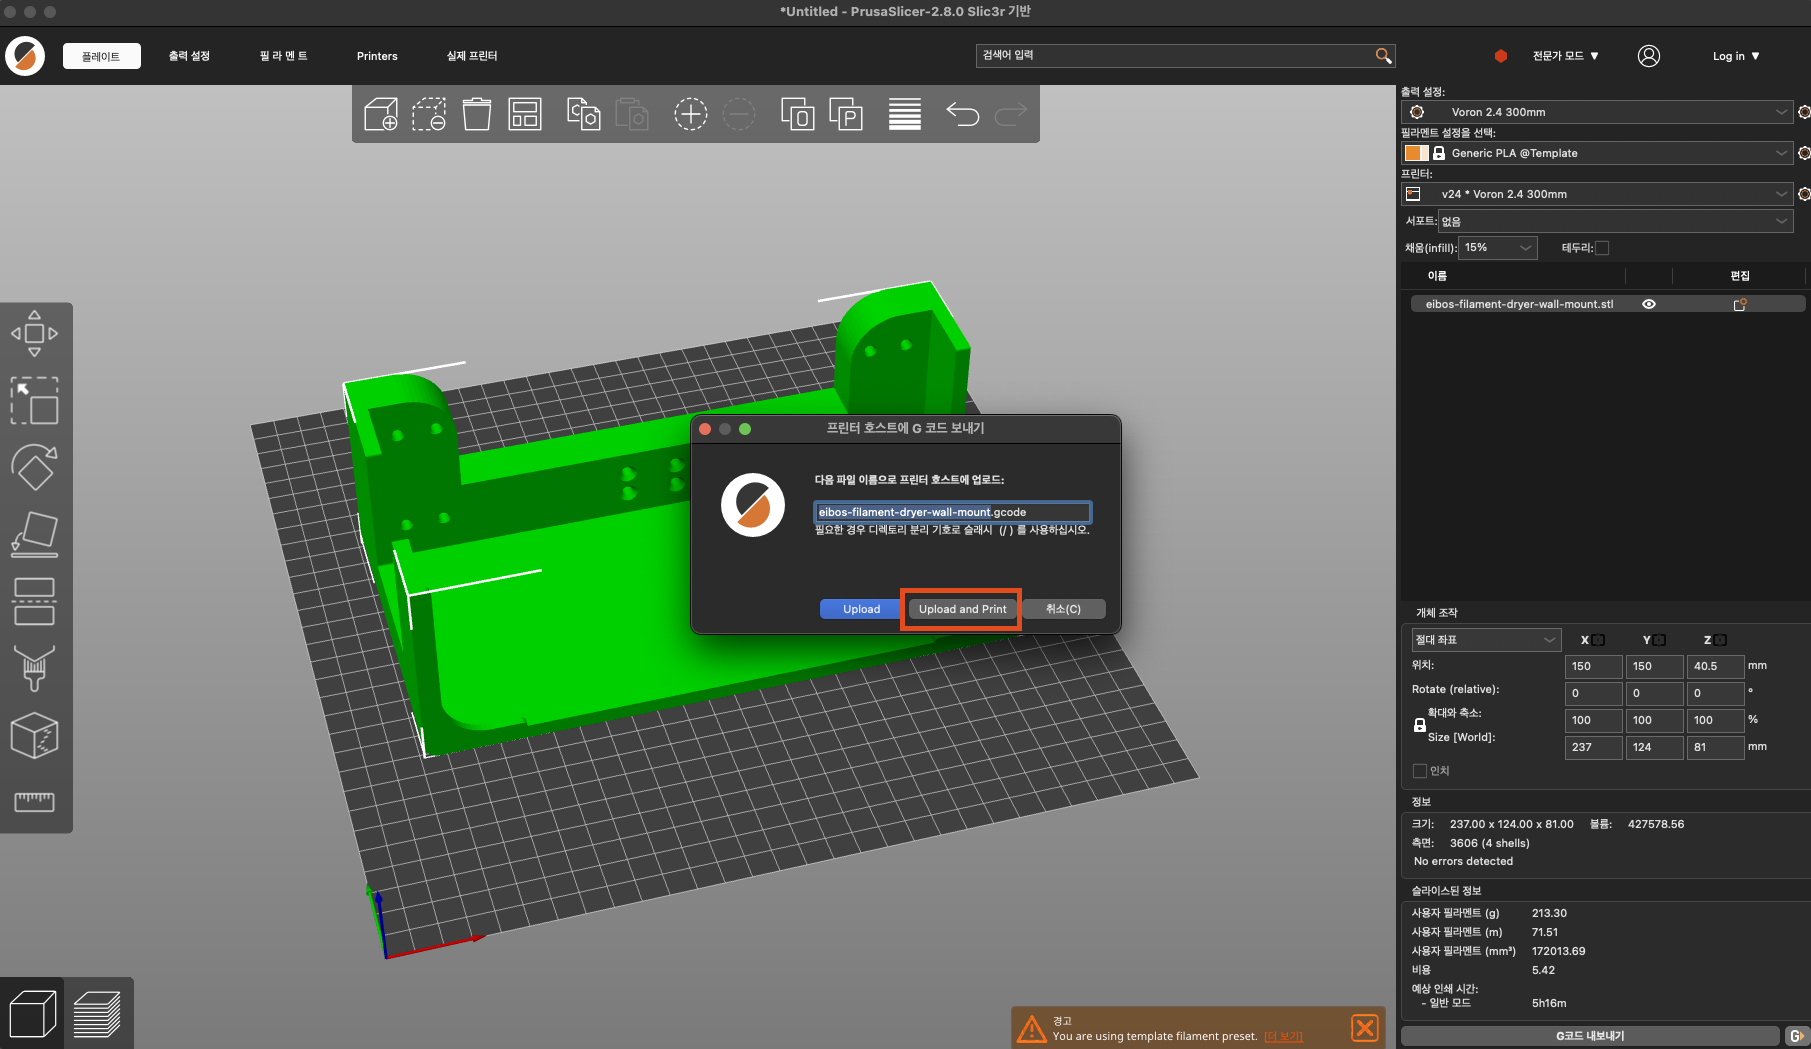 *Untitled - PrusaSlicer-2.8.0 Slic3r 기반
플레이트
출력 설정
필 라 멘 트
Printers
실제 프린터
검색어 입력
전문가 모드 ▼
Log in ▼
출력 설정:
Voron 2.4 300mm
필라멘트 설정을 선택:
Generic PLA @Template
프린터:
v24 * Voron 2.4 300mm
서포트: 없음
채움(infill): 15% 테두리:
이름 편집
eibos-filament-dryer-wall-mount.stl
프린터 호스트에 G 코드 보내기
다음 파일 이름으로 프린터 호스트에 업로드:
eibos-filament-dryer-wall-mount.gcode
필요한 경우 디렉토리 분리 기호로 슬래시 (/ ) 를 사용하십시오.
Upload
Upload and Print
취소(C)
개체 조작
절대 좌표 X Y Z
위치: 150 150 40.5 mm
Rotate (relative): 0 0 0 °
확대와 축소: 100 100 100 %
Size [World]: 237 124 81 mm
인치
정보
크기: 237.00 x 124.00 x 81.00 볼륨: 427578.56
측면: 3606 (4 shells)
No errors detected
슬라이스된 정보
사용자 필라멘트 (g) 213.30
사용자 필라멘트 (m) 71.51
사용자 필라멘트 (mm³) 172013.69
비용 5.42
예상 인쇄 시간:
- 일반 모드 5h16m
경고
You are using template filament preset. [더 보기]
G코드 내보내기
G